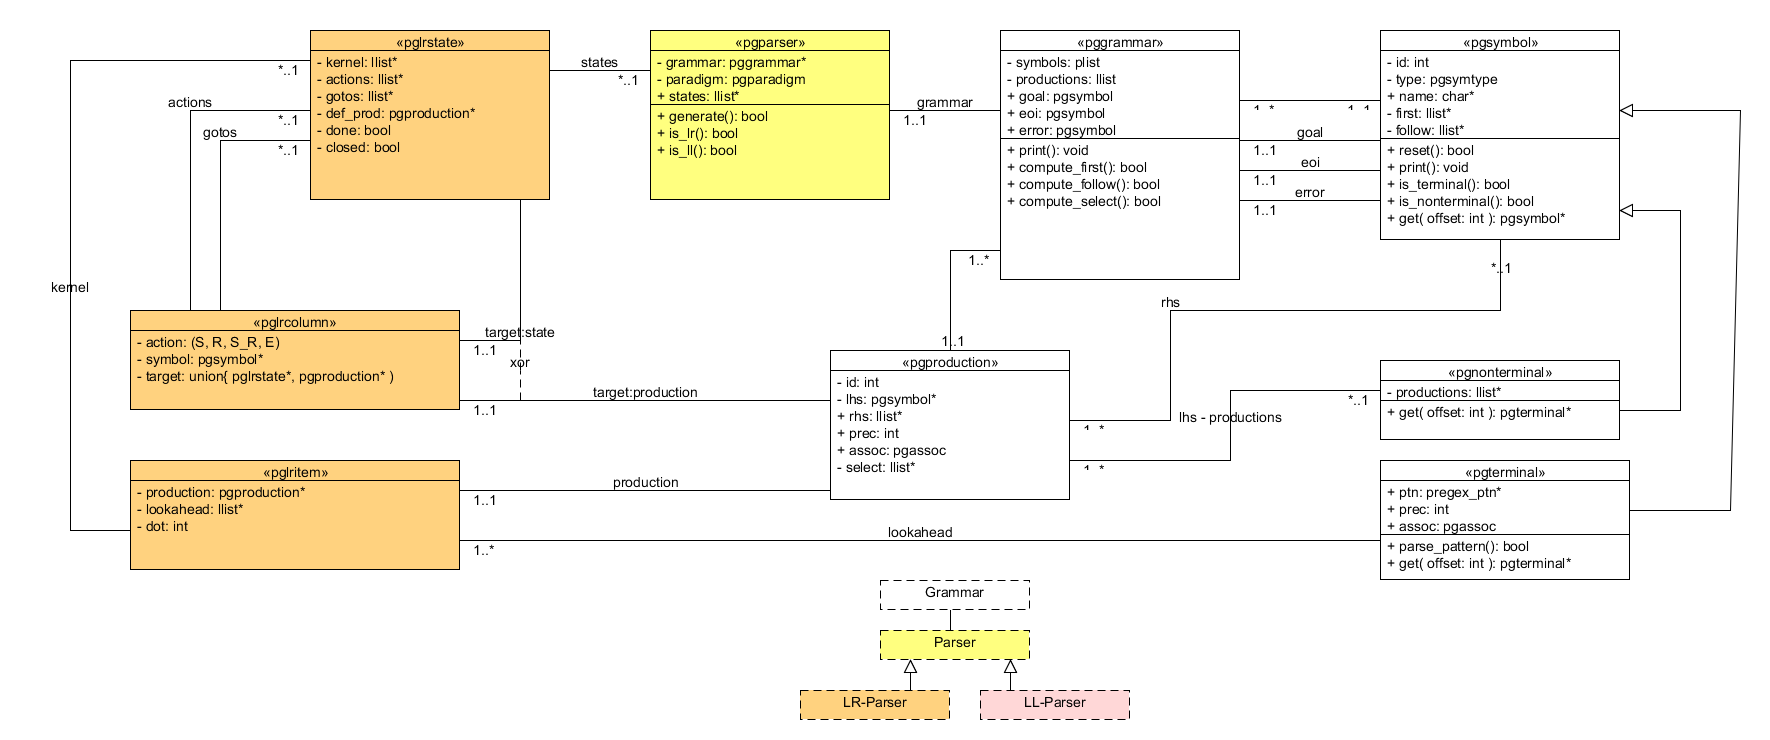 «pglrstate»
- kernel: llist*
- actions: llist*
- gotos: llist*
- def_prod: pgproduction*
- done: bool
- closed: bool
*..1
actions
*..1
gotos
*..1
kernel
states
*..1
«pgparser»
- grammar: pggrammar*
- paradigm: pgparadigm
+ states: llist*
+ generate(): bool
+ is_lr(): bool
+ is_ll(): bool
grammar
1..1
«pggrammar»
- symbols: plist
- productions: llist
+ goal: pgsymbol
+ eoi: pgsymbol
+ error: pgsymbol
+ print(): void
+ compute_first(): bool
+ compute_follow(): bool
+ compute_select(): bool
1..*
1..1
goal
1..1
eoi
1..1
error
1..1
«pgsymbol»
- id: int
- type: pgsymtype
+ name: char*
- first: llist*
- follow: llist*
+ reset(): bool
+ print(): void
+ is_terminal(): bool
+ is_nonterminal(): bool
+ get( offset: int ): pgsymbol*
*..1
rhs
1..*
1..1
«pglrcolumn»
- action: (S, R, S_R, E)
- symbol: pgsymbol*
- target: union{ pglrstate*, pgproduction* )
target:state
1..1
xor
target:production
1..1
«pgproduction»
- id: int
- lhs: pgsymbol*
+ rhs: llist*
+ prec: int
+ assoc: pgassoc
- select: llist*
1..*
lhs - productions
1..*
*..1
«pgnonterminal»
- productions: llist*
+ get( offset: int ): pgterminal*
«pglritem»
- production: pgproduction*
- lookahead: llist*
- dot: int
production
1..1
lookahead
1..*
«pgterminal»
+ ptn: pregex_ptn*
+ prec: int
+ assoc: pgassoc
+ parse_pattern(): bool
+ get( offset: int ): pgterminal*
Grammar
Parser
LR-Parser
LL-Parser